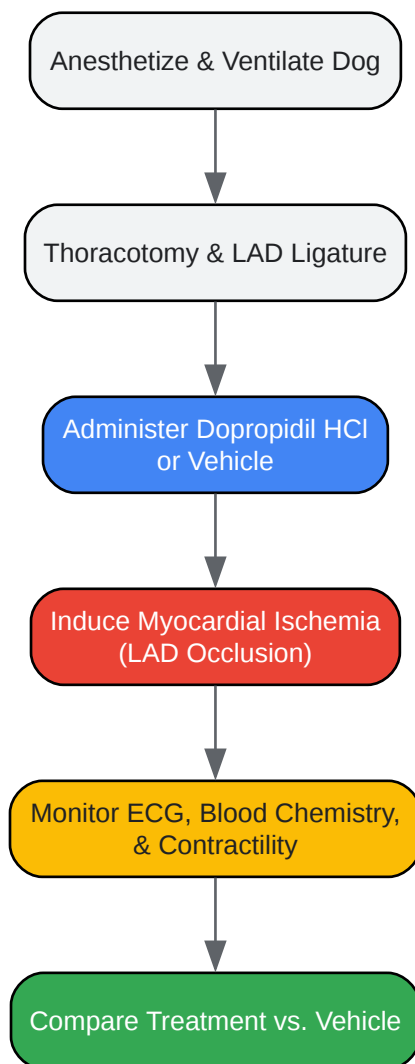 Anesthetize & Ventilate Dog
Thoracotomy & LAD Ligature
Administer Dopropidil HCl
or Vehicle
Induce Myocardial Ischemia
(LAD Occlusion)
Monitor ECG, Blood Chemistry,
& Contractility
Compare Treatment vs. Vehicle